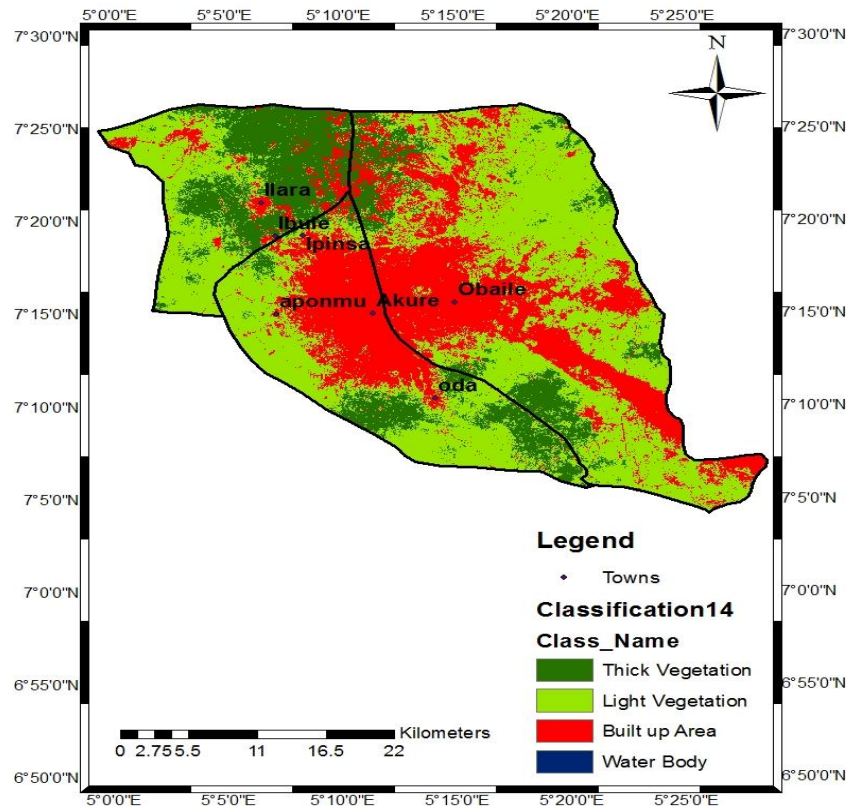 5°0'0"E 5°5'0"E 5°10'0"E 5°15'0"E 5°20'0"E 5°25'0"E
7°30'0"N 7°30'0"N
N
7°25'0"N 7°25'0"N
Ilara
7°20'0"N 7°20'0"N
Ibule
Ipinsa
Obaile
aponmu Akure
7°15'0"N 7°15'0"N
oda
7°10'0"N 7°10'0"N
7°5'0"N 7°5'0"N
Legend
Towns
7°0'0"N 7°0'0"N
Classification14
Class_Name
Thick Vegetation
6°55'0"N 6°55'0"N
Light Vegetation
Kilometers
Built up Area
0 2.75 5.5 11 16.5 22
Water Body
6°50'0"N 6°50'0"N
5°0'0"E 5°5'0"E 5°10'0"E 5°15'0"E 5°20'0"E 5°25'0"E